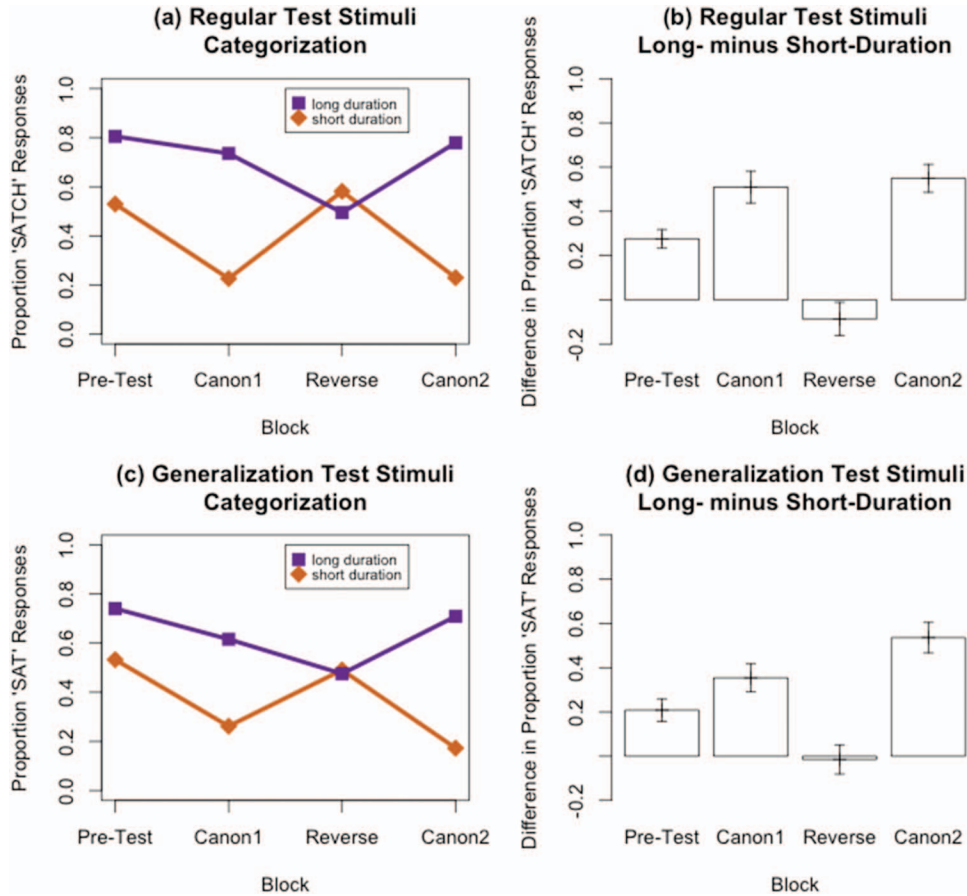 (a) Regular Test Stimuli
Categorization
Proportion 'SATCH' Responses
1.0
0.8
0.6
0.4
0.2
0.0
long duration
short duration
Pre-Test Canon1 Reverse Canon2
Block
(b) Regular Test Stimuli
Long- minus Short-Duration
Difference in Proportion 'SATCH' Responses
1.0
0.8
0.6
0.4
0.2
-0.2
Pre-Test Canon1 Reverse Canon2
Block
(c) Generalization Test Stimuli
Categorization
Proportion 'SAT' Responses
1.0
0.8
0.6
0.4
0.2
0.0
long duration
short duration
Pre-Test Canon1 Reverse Canon2
Block
(d) Generalization Test Stimuli
Long- minus Short-Duration
Difference in Proportion 'SAT' Responses
1.0
0.8
0.6
0.4
0.2
-0.2
Pre-Test Canon1 Reverse Canon2
Block